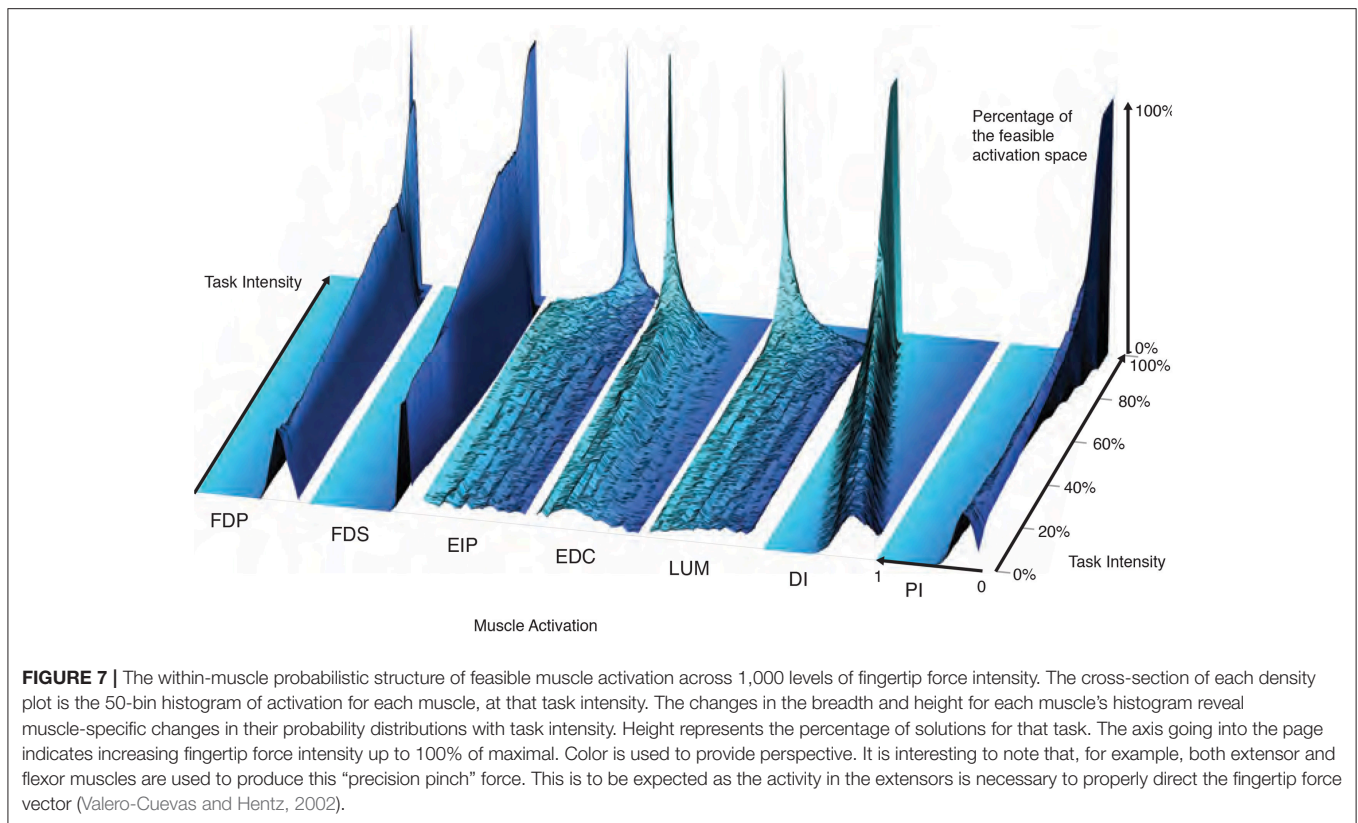 Percentage of
the feasible
activation space
100%
0%
100%
80%
60%
40%
20%
0%
Task Intensity
Task Intensity
FDP
FDS
EIP
EDC
LUM
DI
1
PI
0
Muscle Activation
FIGURE 7 | The within-muscle probabilistic structure of feasible muscle activation across 1,000 levels of fingertip force intensity. The cross-section of each density
plot is the 50-bin histogram of activation for each muscle, at that task intensity. The changes in the breadth and height for each muscle's histogram reveal
muscle-specific changes in their probability distributions with task intensity. Height represents the percentage of solutions for that task. The axis going into the page
indicates increasing fingertip force intensity up to 100% of maximal. Color is used to provide perspective. It is interesting to note that, for example, both extensor and
flexor muscles are used to produce this “precision pinch” force. This is to be expected as the activity in the extensors is necessary to properly direct the fingertip force
vector (Valero-Cuevas and Hentz, 2002).